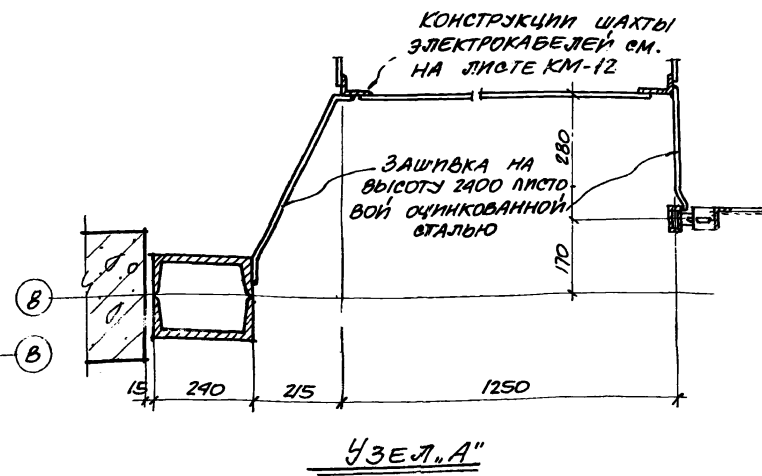 КОНСТРУКЦИИ ШАХТЫ
ЭЛЕКТРОКАБЕЛЕЙ СМ.
НА ЛИСТЕ КМ-12
ЗАШИВКА НА
ВЫСОТУ 2400 ЛИСТО
ВОЙ ОЦИНКОВАННОЙ
СТАЛЬЮ
280
170
8
В
15
240
215
1250
УЗЕЛ „А"